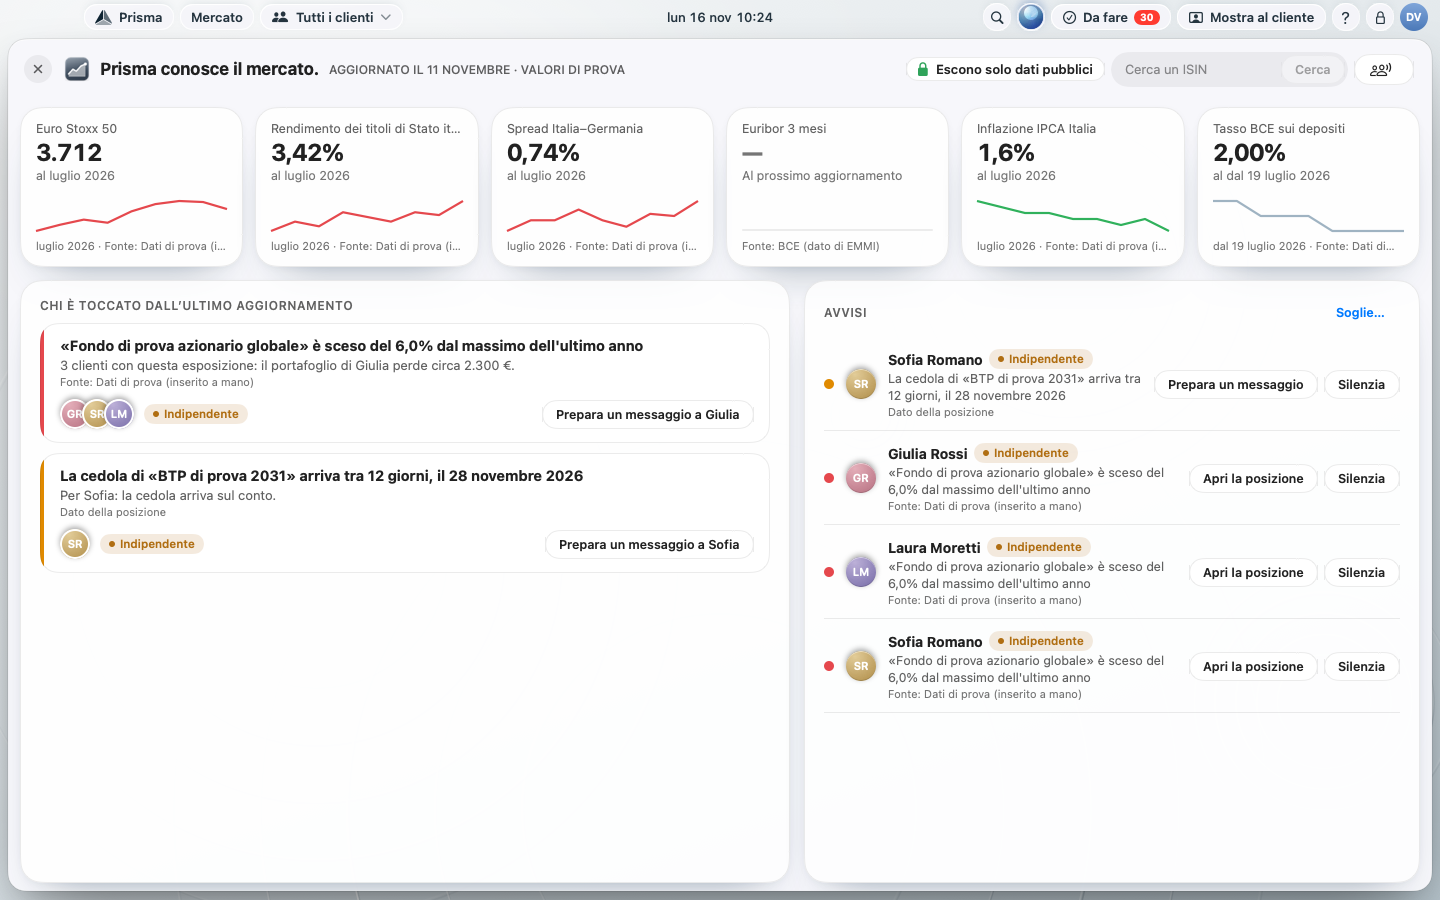 Prisma
Mercato
Tutti i clienti
lun 16 nov 10:24
Da fare 30
Mostra al cliente
?
DV
Prisma conosce il mercato.
AGGIORNATO IL 11 NOVEMBRE · VALORI DI PROVA
Escono solo dati pubblici
Cerca un ISIN
Cerca
Euro Stoxx 50
3.712
al luglio 2026
luglio 2026 · Fonte: Dati di prova (i...
Rendimento dei titoli di Stato it...
3,42%
al luglio 2026
luglio 2026 · Fonte: Dati di prova (i...
Spread Italia–Germania
0,74%
al luglio 2026
luglio 2026 · Fonte: Dati di prova (i...
Euribor 3 mesi
—
Al prossimo aggiornamento
Fonte: BCE (dato di EMMI)
Inflazione IPCA Italia
1,6%
al luglio 2026
luglio 2026 · Fonte: Dati di prova (i...
Tasso BCE sui depositi
2,00%
al dal 19 luglio 2026
dal 19 luglio 2026 · Fonte: Dati di...
CHI È TOCCATO DALL'ULTIMO AGGIORNAMENTO
«Fondo di prova azionario globale» è sceso del 6,0% dal massimo dell'ultimo anno
3 clienti con questa esposizione: il portafoglio di Giulia perde circa 2.300 €.
Fonte: Dati di prova (inserito a mano)
GR SR LM
Indipendente
Prepara un messaggio a Giulia
La cedola di «BTP di prova 2031» arriva tra 12 giorni, il 28 novembre 2026
Per Sofia: la cedola arriva sul conto.
Dato della posizione
SR
Indipendente
Prepara un messaggio a Sofia
AVVISI
Soglie...
SR
Sofia Romano
Indipendente
La cedola di «BTP di prova 2031» arriva tra
12 giorni, il 28 novembre 2026
Dato della posizione
Prepara un messaggio
Silenzia
GR
Giulia Rossi
Indipendente
«Fondo di prova azionario globale» è sceso del
6,0% dal massimo dell'ultimo anno
Fonte: Dati di prova (inserito a mano)
Apri la posizione
Silenzia
LM
Laura Moretti
Indipendente
«Fondo di prova azionario globale» è sceso del
6,0% dal massimo dell'ultimo anno
Fonte: Dati di prova (inserito a mano)
Apri la posizione
Silenzia
SR
Sofia Romano
Indipendente
«Fondo di prova azionario globale» è sceso del
6,0% dal massimo dell'ultimo anno
Fonte: Dati di prova (inserito a mano)
Apri la posizione
Silenzia